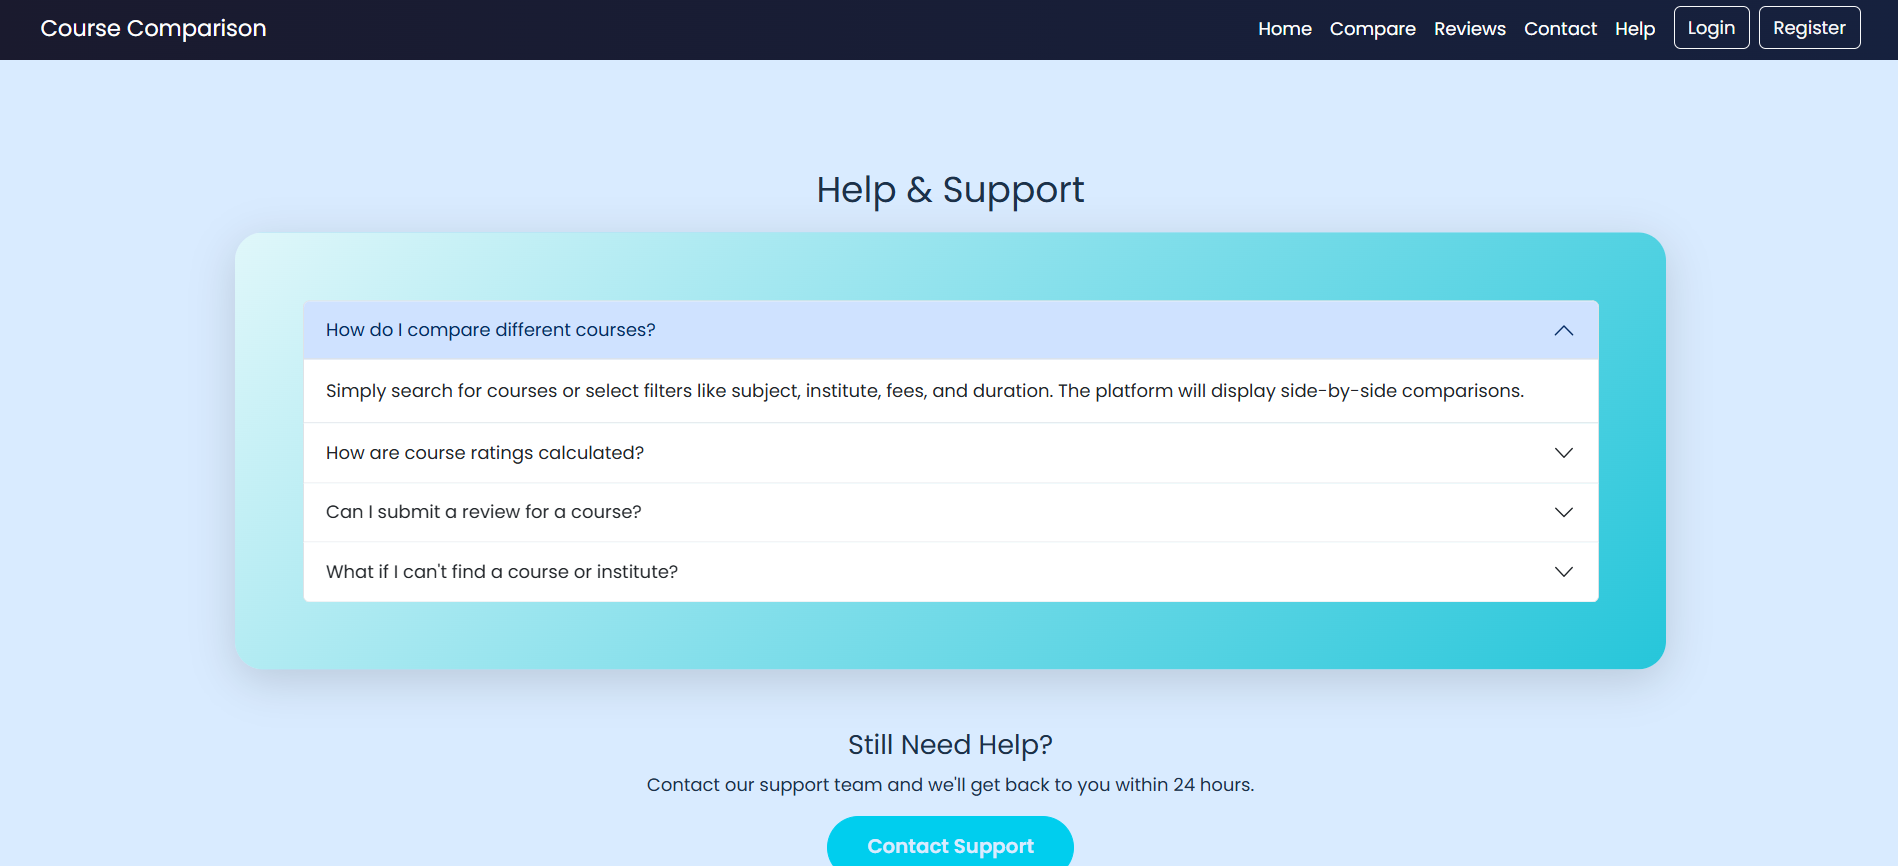 Course Comparison
Home Compare Reviews Contact Help Login Register
Help & Support
How do I compare different courses?
Simply search for courses or select filters like subject, institute, fees, and duration. The platform will display side-by-side comparisons.
How are course ratings calculated?
Can I submit a review for a course?
What if I can't find a course or institute?
Still Need Help?
Contact our support team and we'll get back to you within 24 hours.
Contact Support